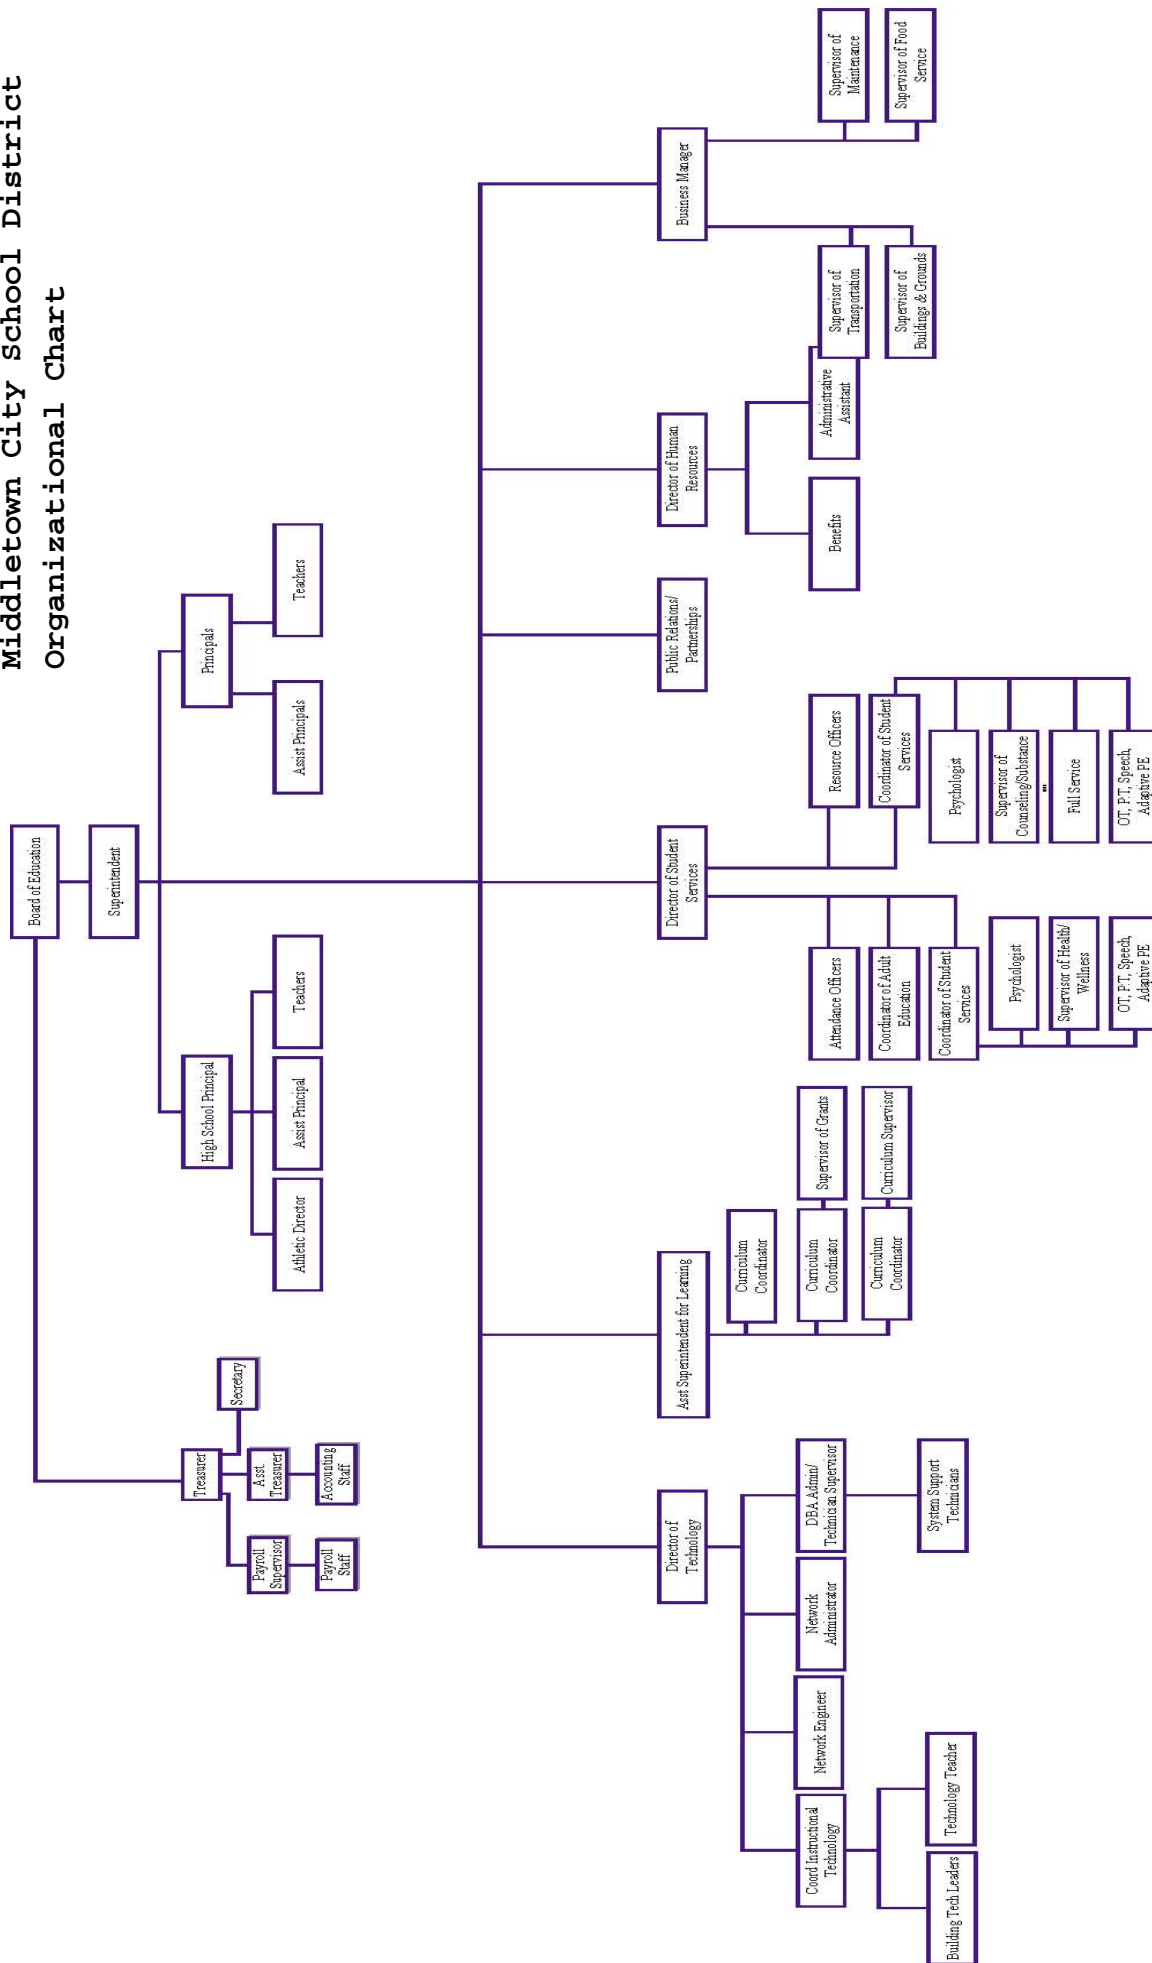 Middletown City School District
Organizational Chart
Board of Education
Superintendent
Treasurer
Secretary
Payroll
Supervisor
Asst.
Treasurer
Payroll
Staff
Accounting
Staff
High School Principal
Athletic Director
Assist Principal
Teachers
Principals
Assist Principals
Teachers
Director of
Technology
Asst Superintendent for Learning
Director of Student
Services
Public Relations/
Partnerships
Director of Human
Resources
Business Manager
Coord Instructional
Technology
Network Engineer
Network
Administrator
DBA Admin/
Technician Supervisor
Building Tech Leaders
Technology Teacher
System Support
Technicians
Curriculum
Coordinator
Curriculum
Coordinator
Supervisor of Grants
Curriculum
Coordinator
Curriculum Supervisor
Attendance Officers
Coordinator of Adult
Education
Coordinator of Student
Services
Psychologist
Supervisor of Health/
Wellness
OT, P.T, Speech,
Adaptive PE
Resource Officers
Coordinator of Student
Services
Psychologist
Supervisor of
Counseling/Substance
Full Service
OT, P.T, Speech,
Adaptive PE
Benefits
Administrative
Assistant
Supervisor of
Transportation
Supervisor of
Buildings & Grounds
Supervisor of
Maintenance
Supervisor of Food
Service